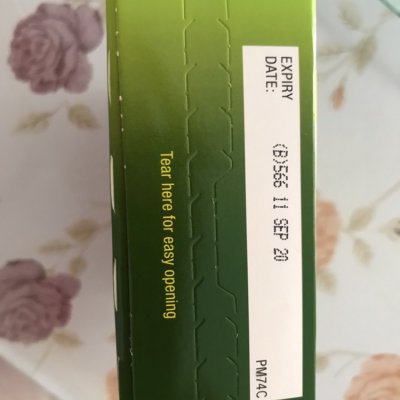 EXPIRY
DATE:
(B)566 11 SEP 20
PM74C
Tear here for easy opening